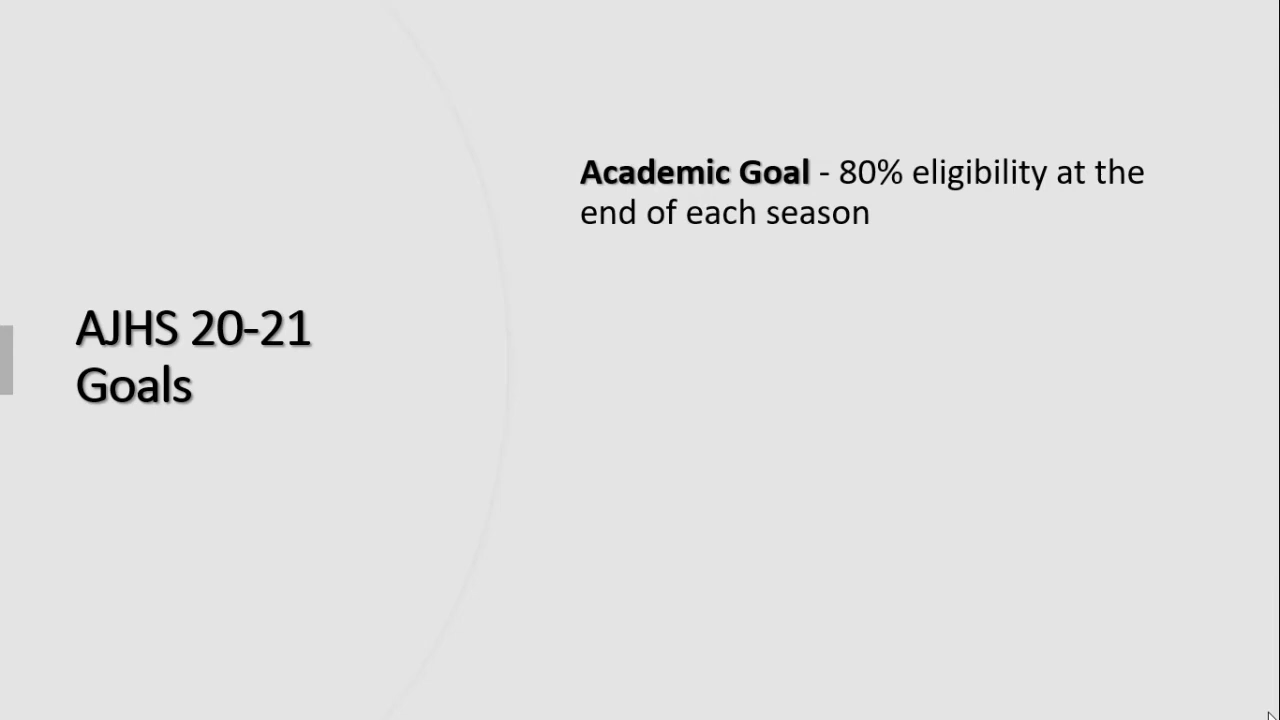 AJHS 20-21
Goals
Academic Goal - 80% eligibility at the
end of each season